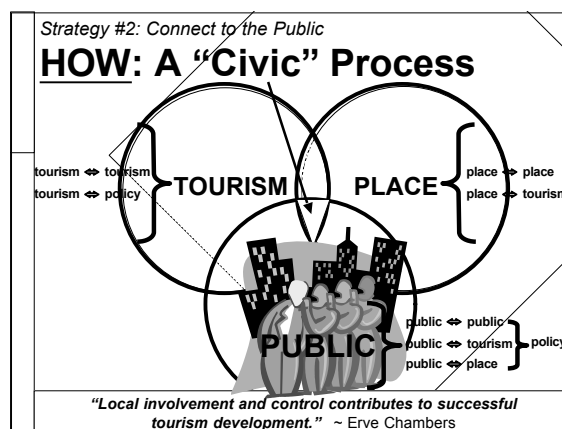 Strategy #2: Connect to the Public
HOW: A “Civic” Process
tourism ⇔ tourism
tourism ⇔ policy
TOURISM
PLACE
place ⇔ place
place ⇔ tourism
PUBLIC
public ⇔ public
public ⇔ tourism
public ⇔ place
policy
“Local involvement and control contributes to successful
tourism development.” ~ Erve Chambers